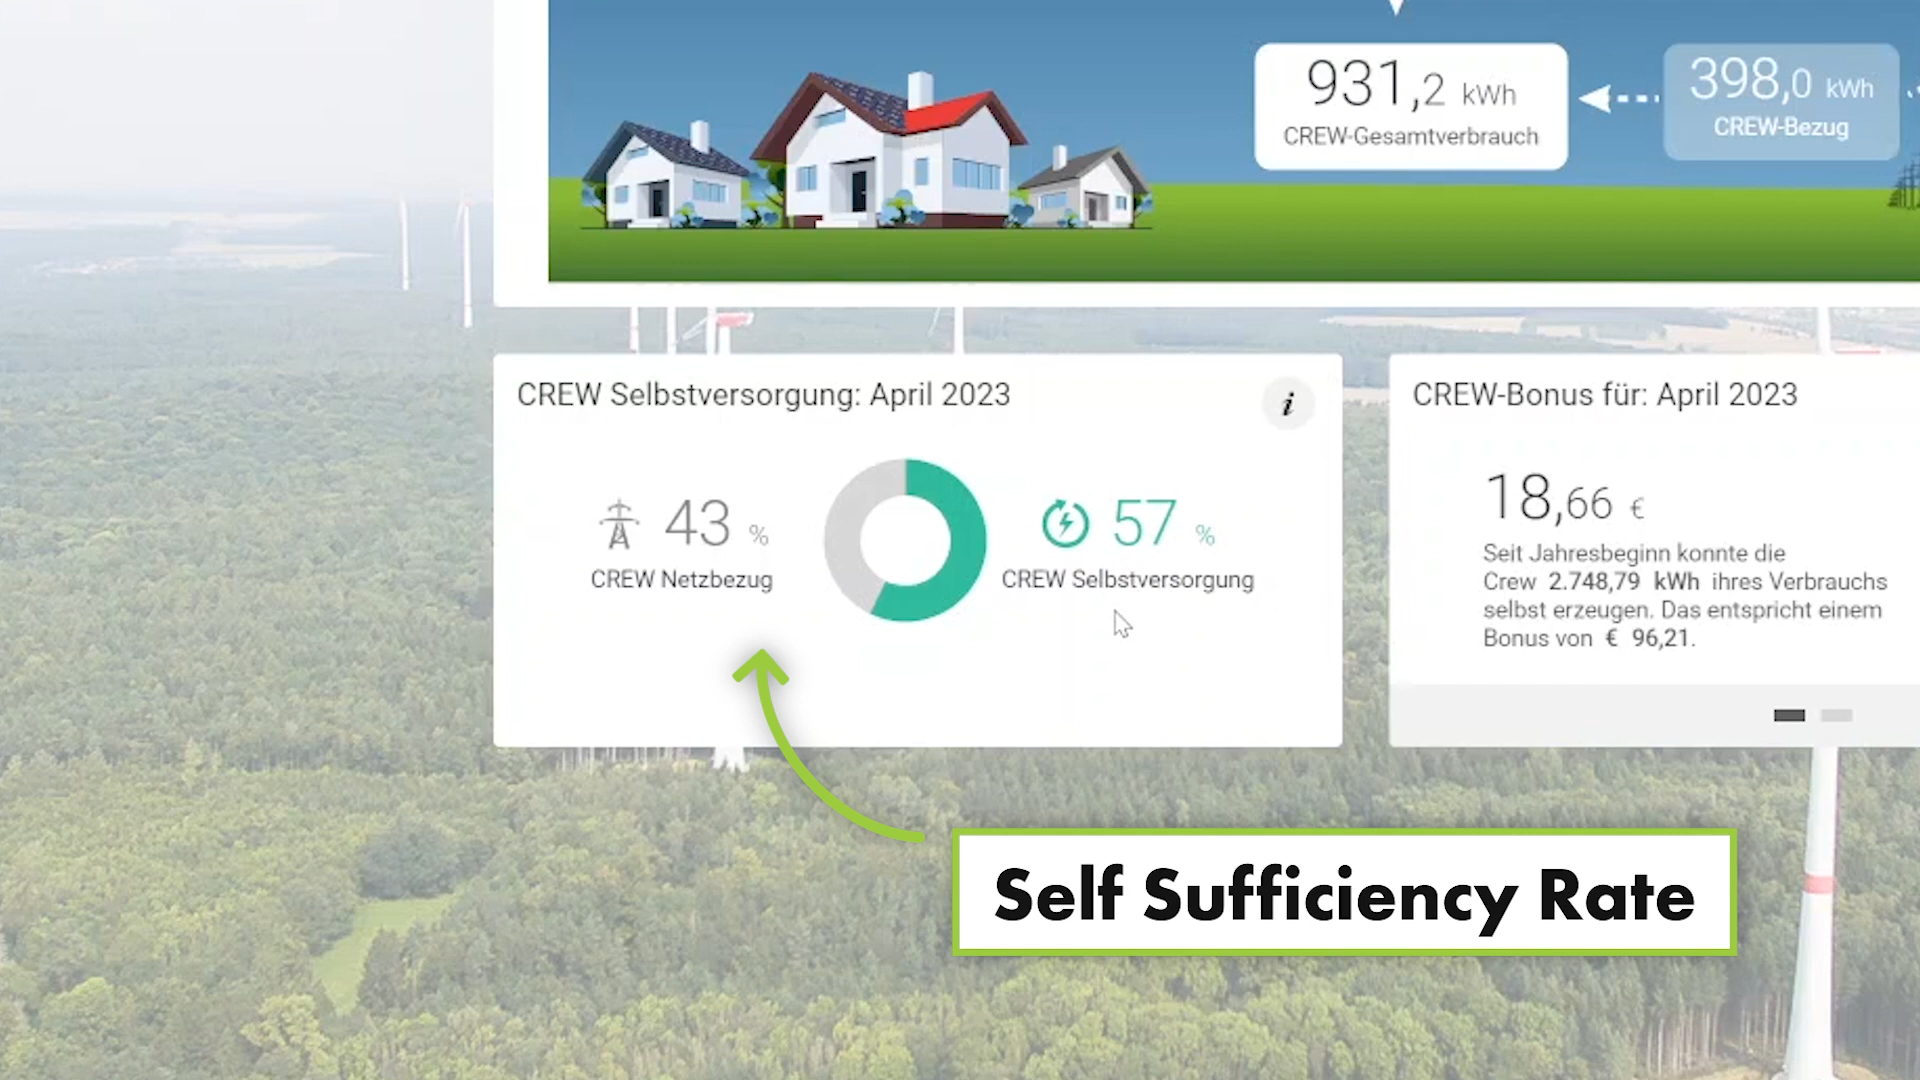 931,2 kWh
CREW-Gesamtverbrauch
398,0 kWh
CREW-Bezug
CREW Selbstversorgung: April 2023
i
43 %
CREW Netzbezug
57 %
CREW Selbstversorgung
CREW-Bonus für: April 2023
18,66 €
Seit Jahresbeginn konnte die
Crew 2.748,79 kWh ihres Verbrauchs
selbst erzeugen. Das entspricht einem
Bonus von € 96,21.
Self Sufficiency Rate